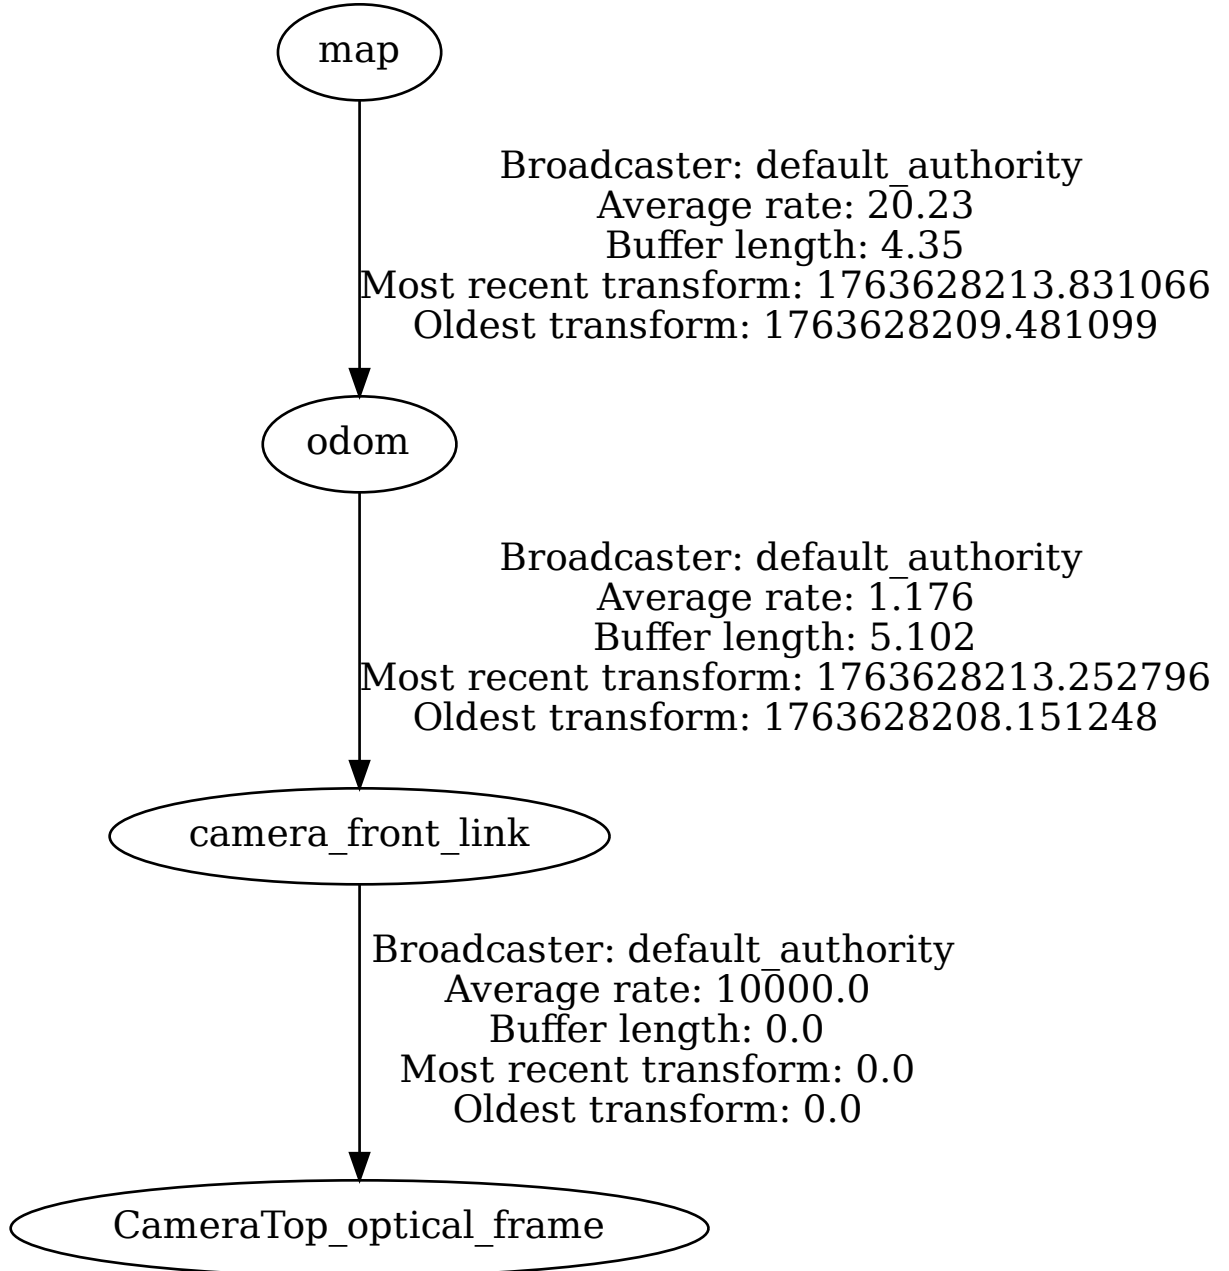 map
Broadcaster: default_authority
Average rate: 20.23
Buffer length: 4.35
Most recent transform: 1763628213.831066
Oldest transform: 1763628209.481099
odom
Broadcaster: default_authority
Average rate: 1.176
Buffer length: 5.102
Most recent transform: 1763628213.252796
Oldest transform: 1763628208.151248
camera_front_link
Broadcaster: default_authority
Average rate: 10000.0
Buffer length: 0.0
Most recent transform: 0.0
Oldest transform: 0.0
CameraTop_optical_frame